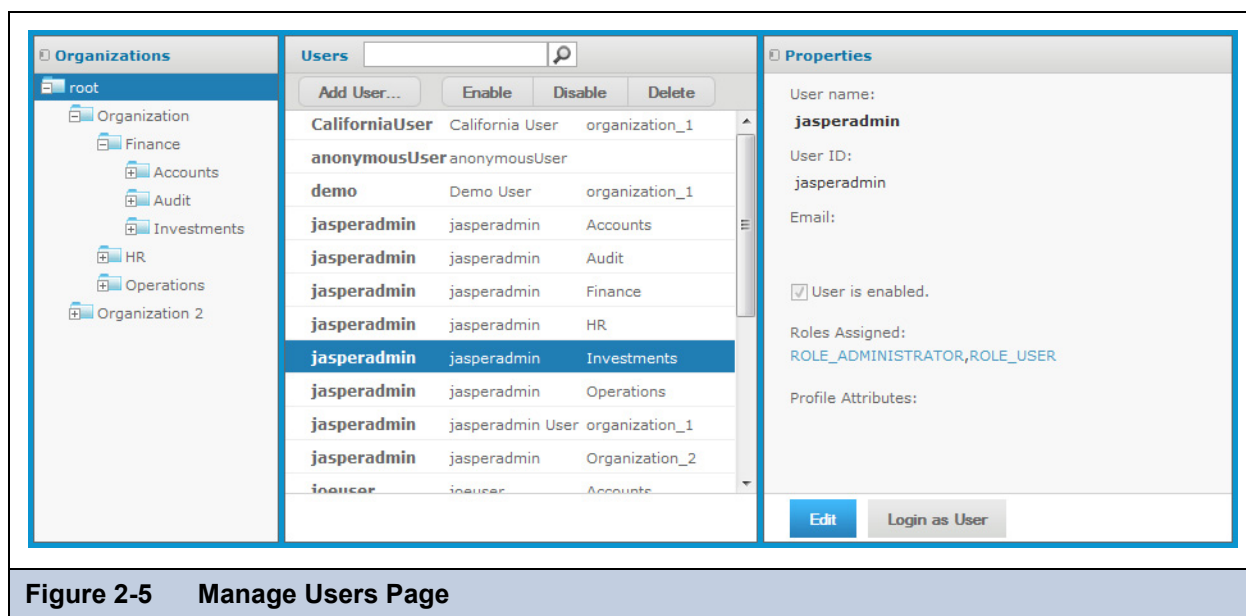 Organizations
root
Organization
Finance
Accounts
Audit
Investments
HR
Operations
Organization 2
Users
Add User... Enable Disable Delete
CaliforniaUser California User organization_1
anonymousUser anonymousUser
demo Demo User organization_1
jasperadmin jasperadmin Accounts
jasperadmin jasperadmin Audit
jasperadmin jasperadmin Finance
jasperadmin jasperadmin HR
jasperadmin jasperadmin Investments
jasperadmin jasperadmin Operations
jasperadmin jasperadmin User organization_1
jasperadmin jasperadmin Organization_2
joeuser joeuser Accounts
Properties
User name:
jasperadmin
User ID:
jasperadmin
Email:
User is enabled.
Roles Assigned:
ROLE_ADMINISTRATOR,ROLE_USER
Profile Attributes:
Edit Login as User
Figure 2-5 Manage Users Page